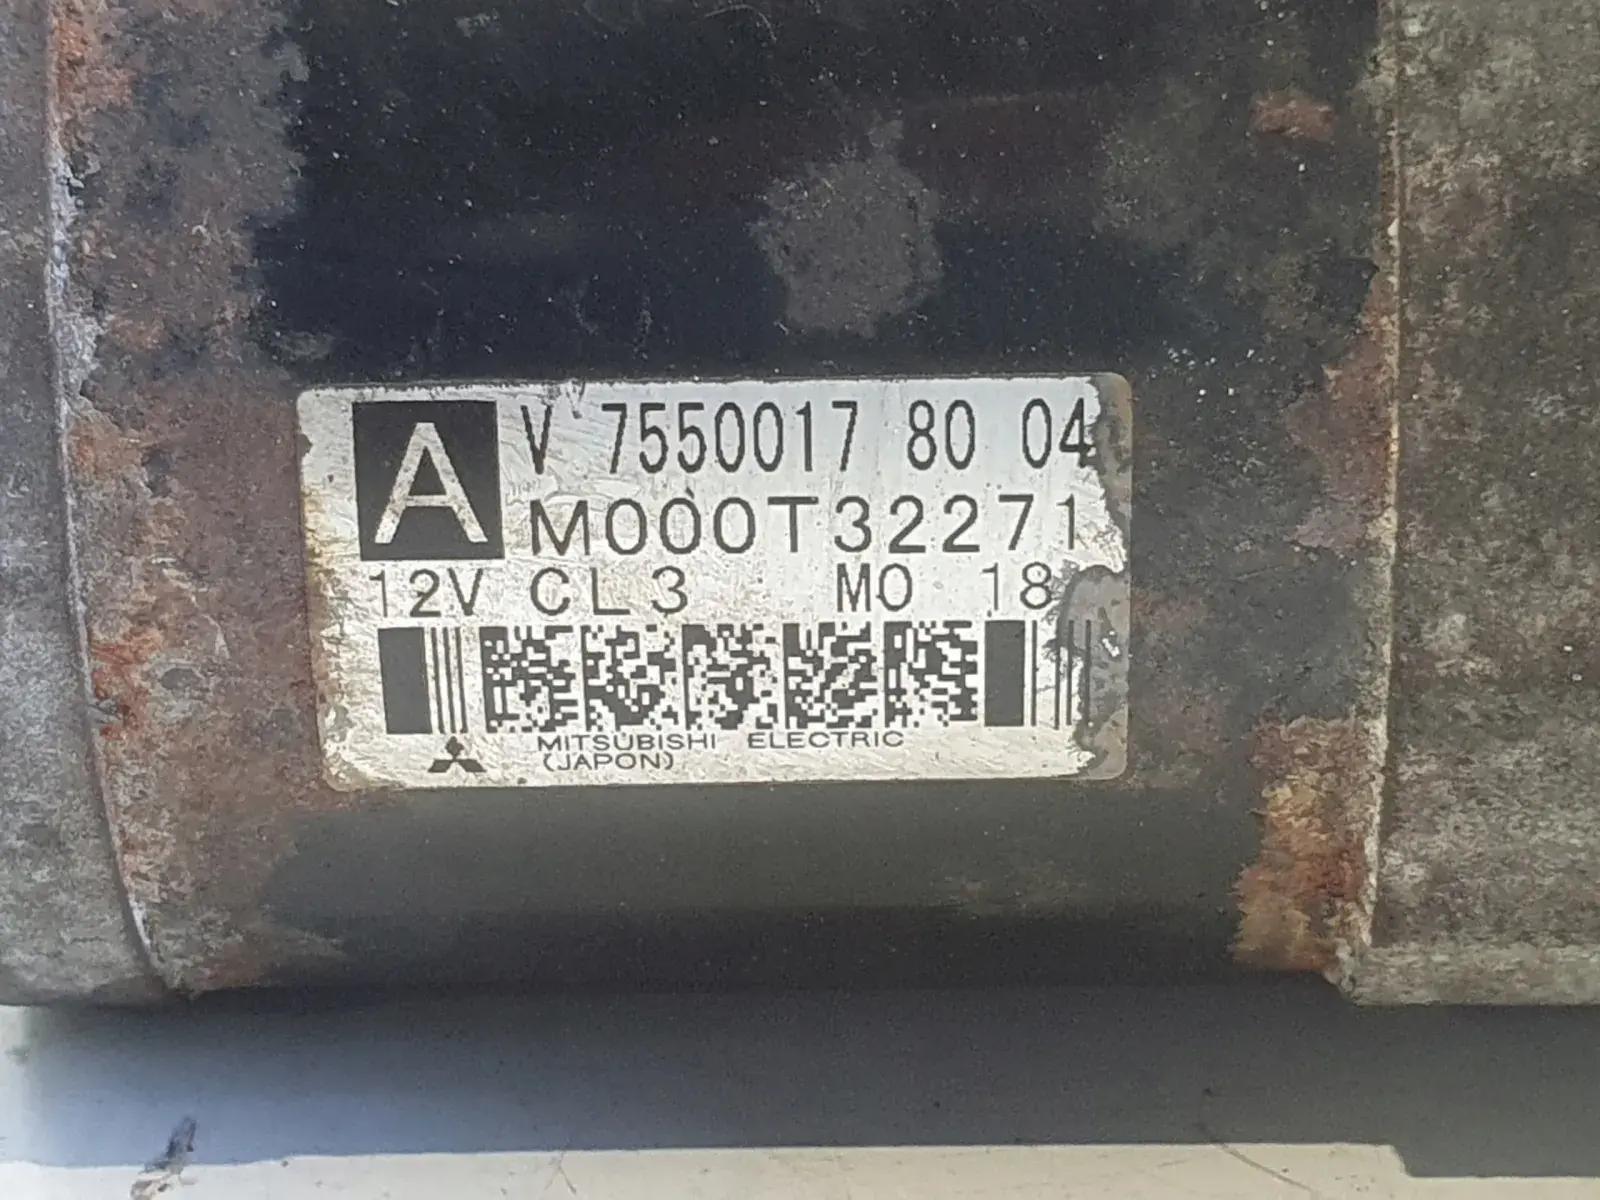 A V 7550017 80 04
M000T32271
12V CL3 MO 18
MITSUBISHI ELECTRIC
(JAPON)